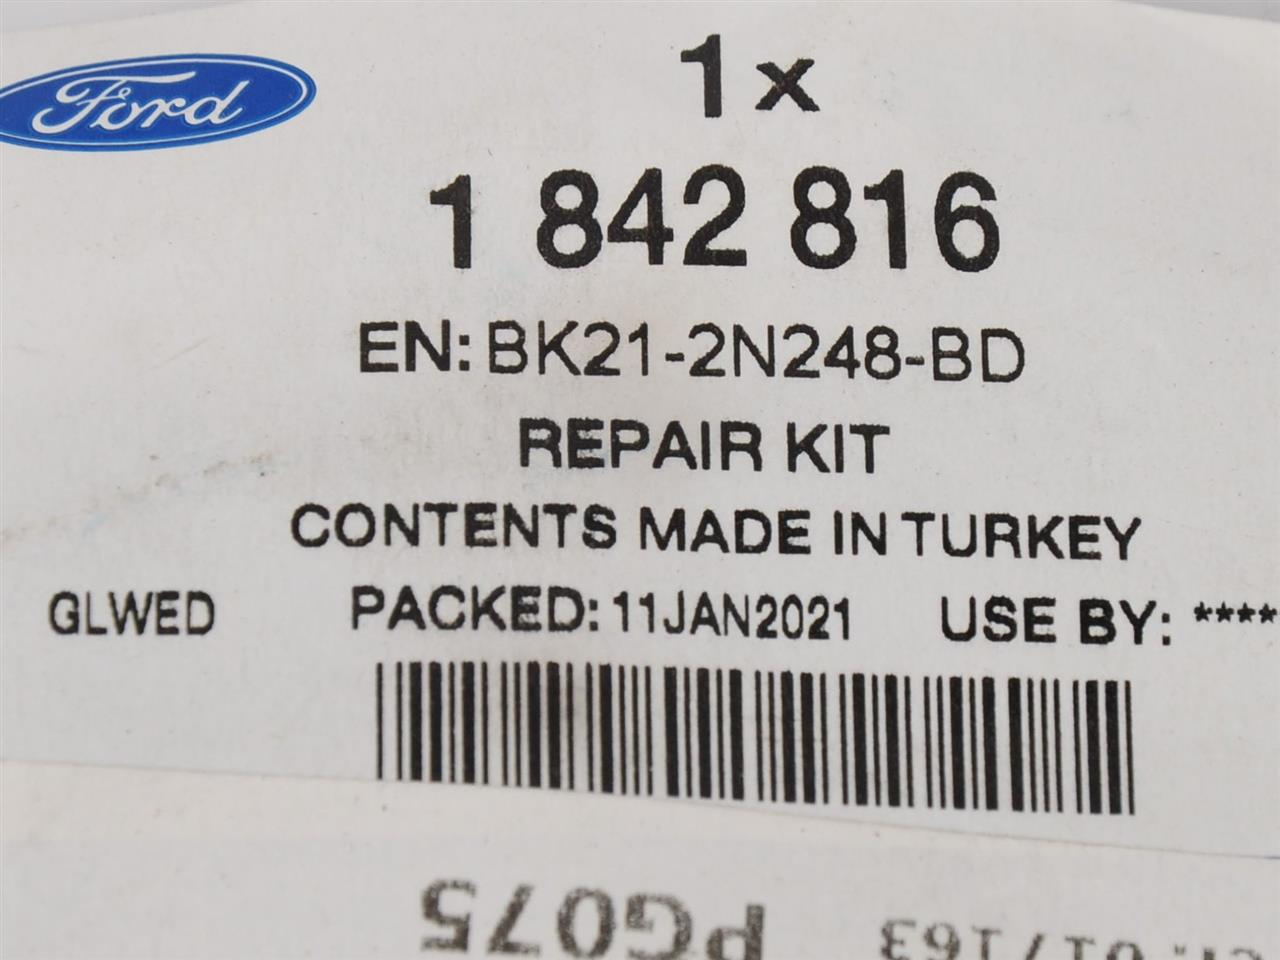 Ford
1x
1 842 816
EN: BK21-2N248-BD
REPAIR KIT
CONTENTS MADE IN TURKEY
GLWED PACKED: 11JAN2021 USE BY: ****
PG075